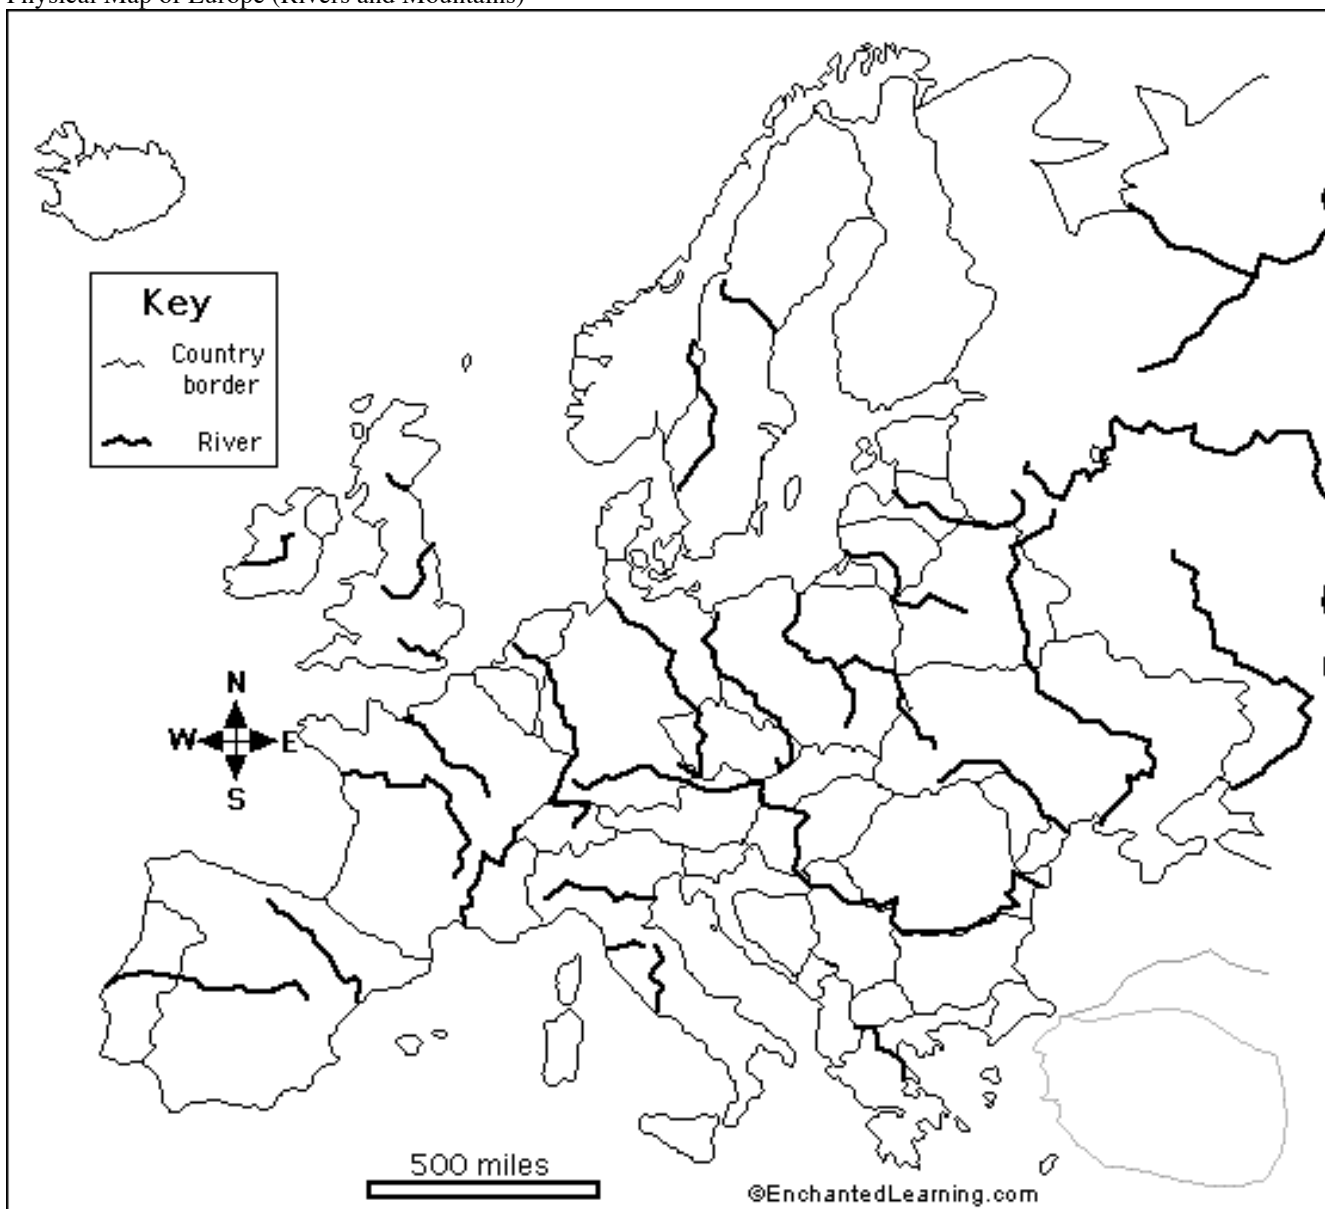 Physical Map of Europe (Rivers and Mountains)
Key
Country
border
River
N
W E
S
500 miles
©EnchantedLearning.com